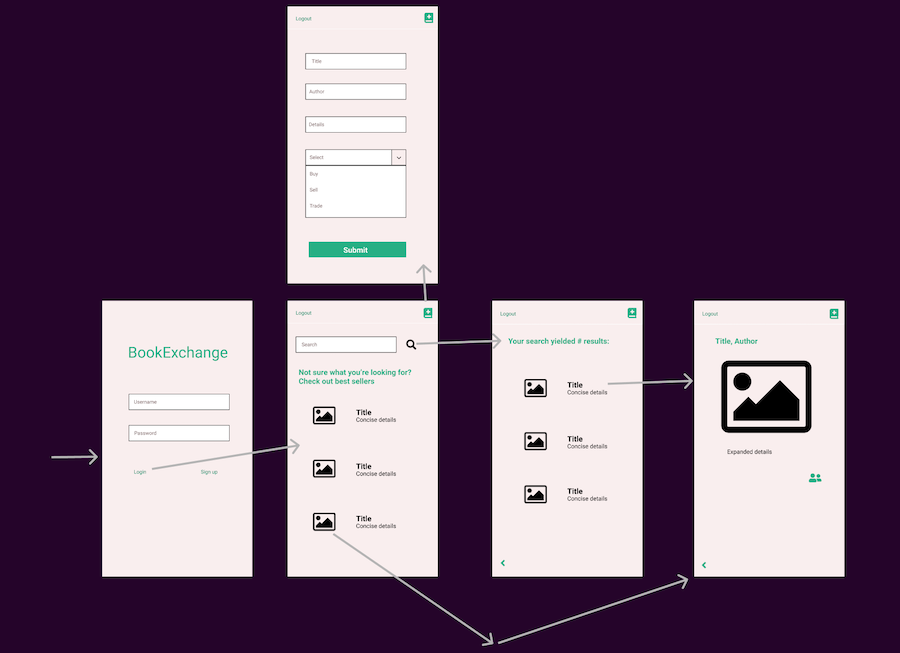 Logout
Title
Author
Details
Select
Buy
Sell
Trade
Submit
BookExchange
Username
Password
Login
Sign up
Logout
Search
Not sure what you're looking for?
Check out best sellers
Title
Concise details
Title
Concise details
Title
Concise details
Logout
Your search yielded # results:
Title
Concise details
Title
Concise details
Title
Concise details
Logout
Title, Author
Expanded details